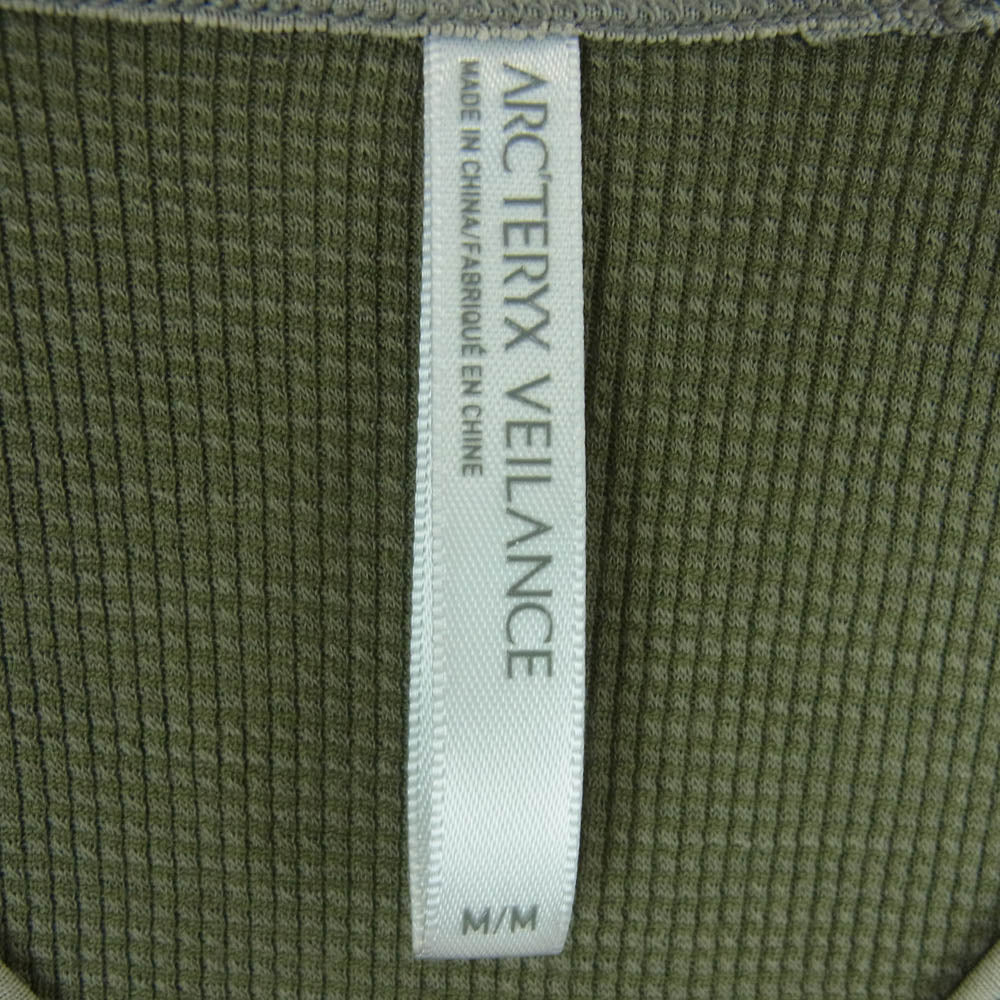 ARC'TERYX VEILANCE
MADE IN CHINA/FABRIQUÉ EN CHINE
M/M